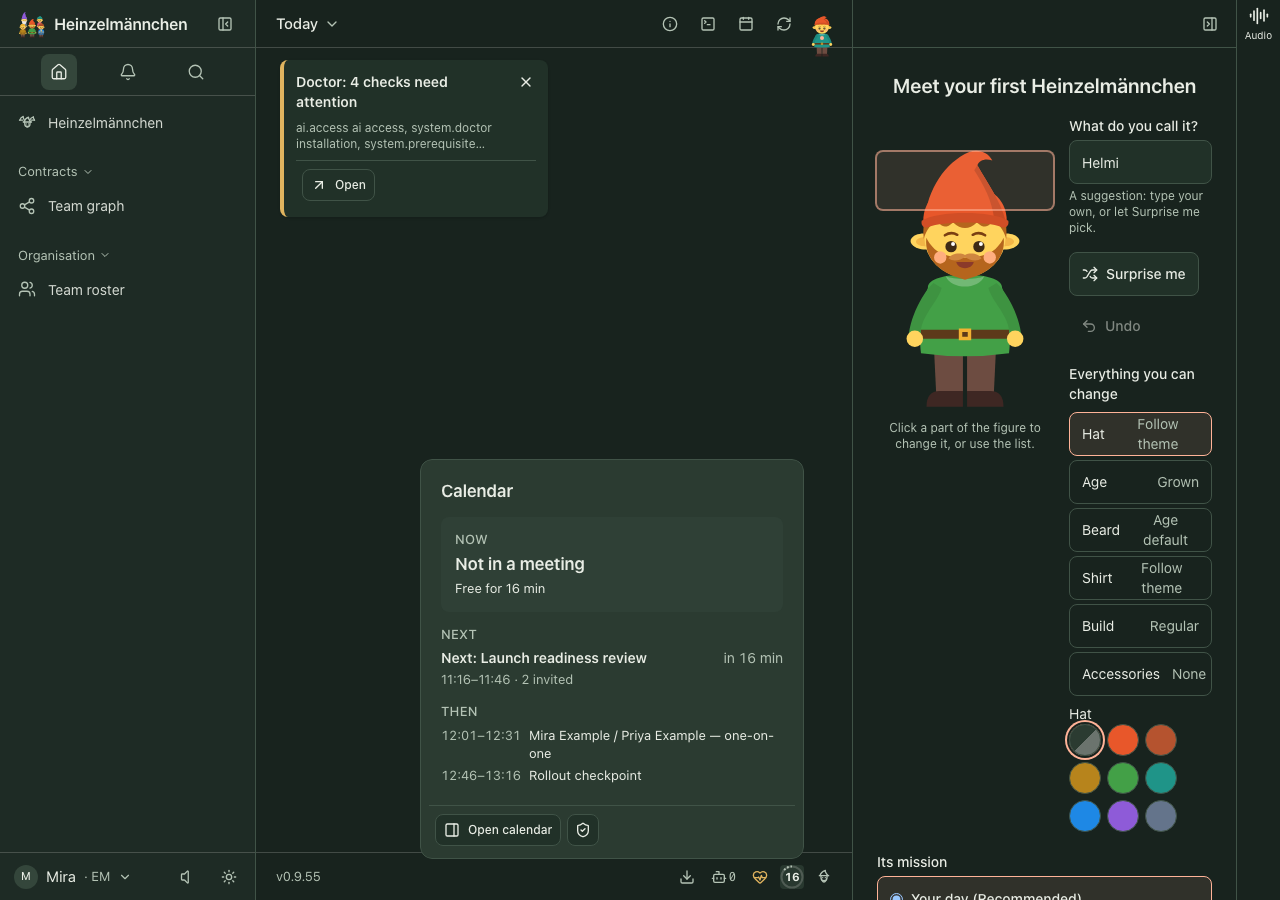 Heinzelmännchen
Today
Audio
Heinzelmännchen
Contracts
Team graph
Organisation
Team roster
Doctor: 4 checks need
attention
ai.access ai access, system.doctor
installation, system.prerequisite...
Open
Calendar
NOW
Not in a meeting
Free for 16 min
NEXT
Next: Launch readiness review
in 16 min
11:16–11:46 · 2 invited
THEN
12:01–12:31 Mira Example / Priya Example — one-on-
one
12:46–13:16 Rollout checkpoint
Open calendar
Meet your first Heinzelmännchen
What do you call it?
Helmi
A suggestion: type your
own, or let Surprise me
pick.
Surprise me
Undo
Click a part of the figure to
change it, or use the list.
Everything you can
change
Hat Follow
theme
Age Grown
Beard Age
default
Shirt Follow
theme
Build Regular
Accessories None
Hat
Its mission
Your day (Recommended)
M Mira · EM
v0.9.55
0
16